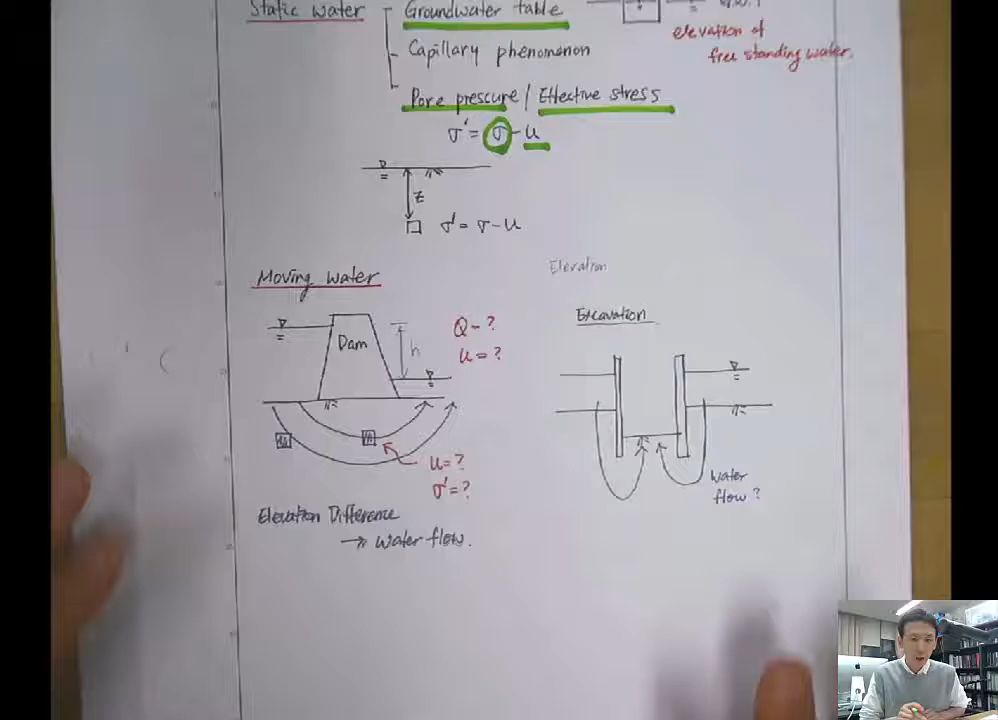 Static water
Groundwater table
Capillary phenomenon
Pore pressure / Effective stress
σ' = σ - u
elevation of
free standing water.
z
σ' = σ - u
Moving water
Elevation
Dam
h
Q = ?
u = ?
u = ?
σ' = ?
Elevation Difference
→ Water flow.
Excavation
Water
flow ?